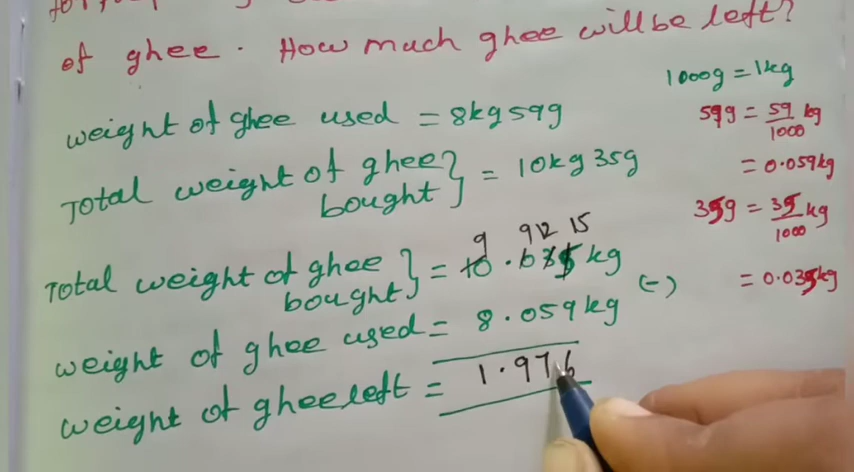 of ghee. How much ghee will be left?
1000g = 1kg
weight of ghee used = 8kg 59g
59g = 59/1000 kg
= 0.059kg
Total weight of ghee bought } = 10kg 35g
35g = 35/1000 kg
= 0.035kg
9 9 12 15
Total weight of ghee bought } = 10.035 kg
(-)
weight of ghee used = 8.059 kg
weight of ghee left = 1.976